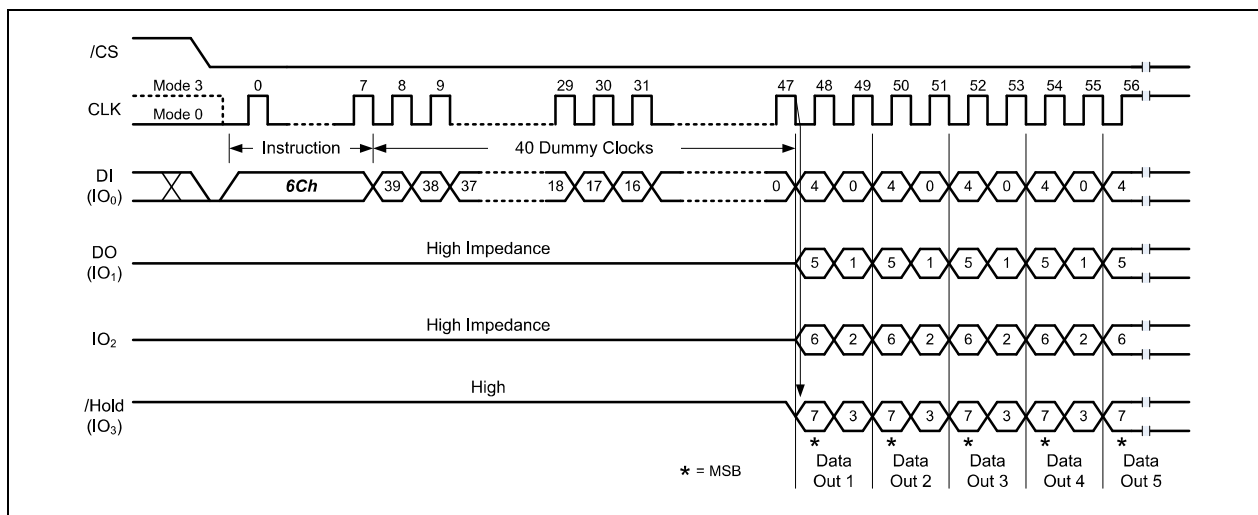 /CS
Mode 3 0 7 8 9 29 30 31 47 48 49 50 51 52 53 54 55 56
CLK
Mode 0
Instruction 40 Dummy Clocks
DI
(IO0)
6Ch 39 38 37 18 17 16 0 4 0 4 0 4 0 4 0 4
High Impedance
DO
(IO1)
5 1 5 1 5 1 5 1 5
High Impedance
IO2
6 2 6 2 6 2 6 2 6
High
/Hold
(IO3)
7 3 7 3 7 3 7 3 7
* * * * *
* = MSB
Data Out 1
Data Out 2
Data Out 3
Data Out 4
Data Out 5